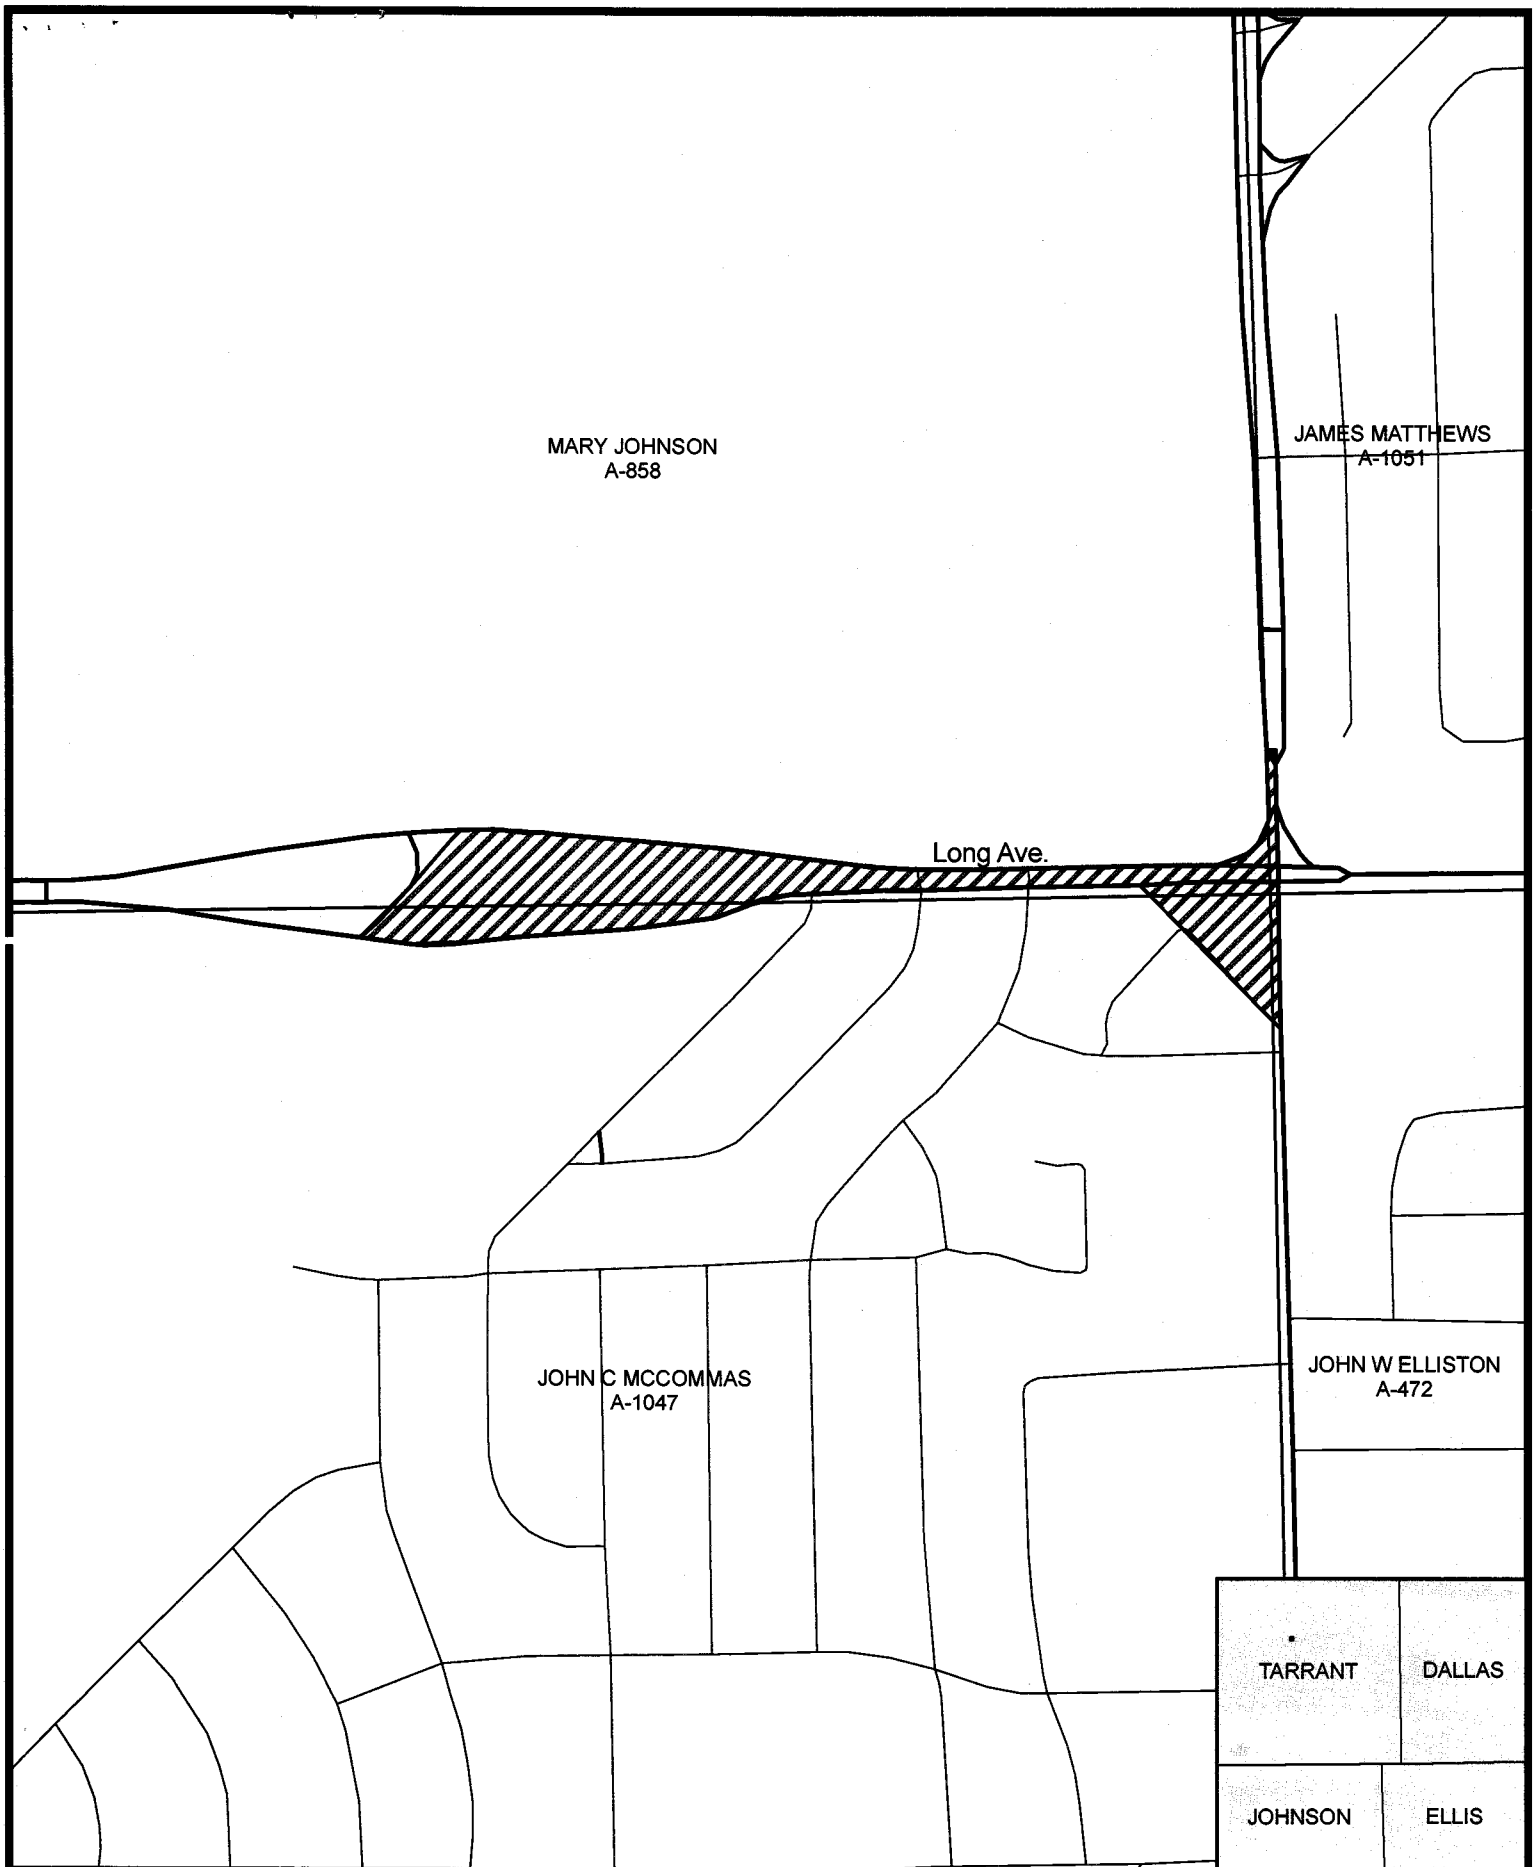 MARY JOHNSON
A-858
JAMES MATTHEWS
A-1051
Long Ave.
JOHN C MCCOMMAS
A-1047
JOHN W ELLISTON
A-472
TARRANT
DALLAS
JOHNSON
ELLIS